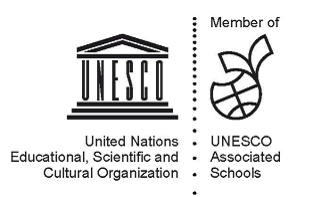 UNESCO
United Nations
Educational, Scientific and
Cultural Organization
Member of
UNESCO
Associated
Schools